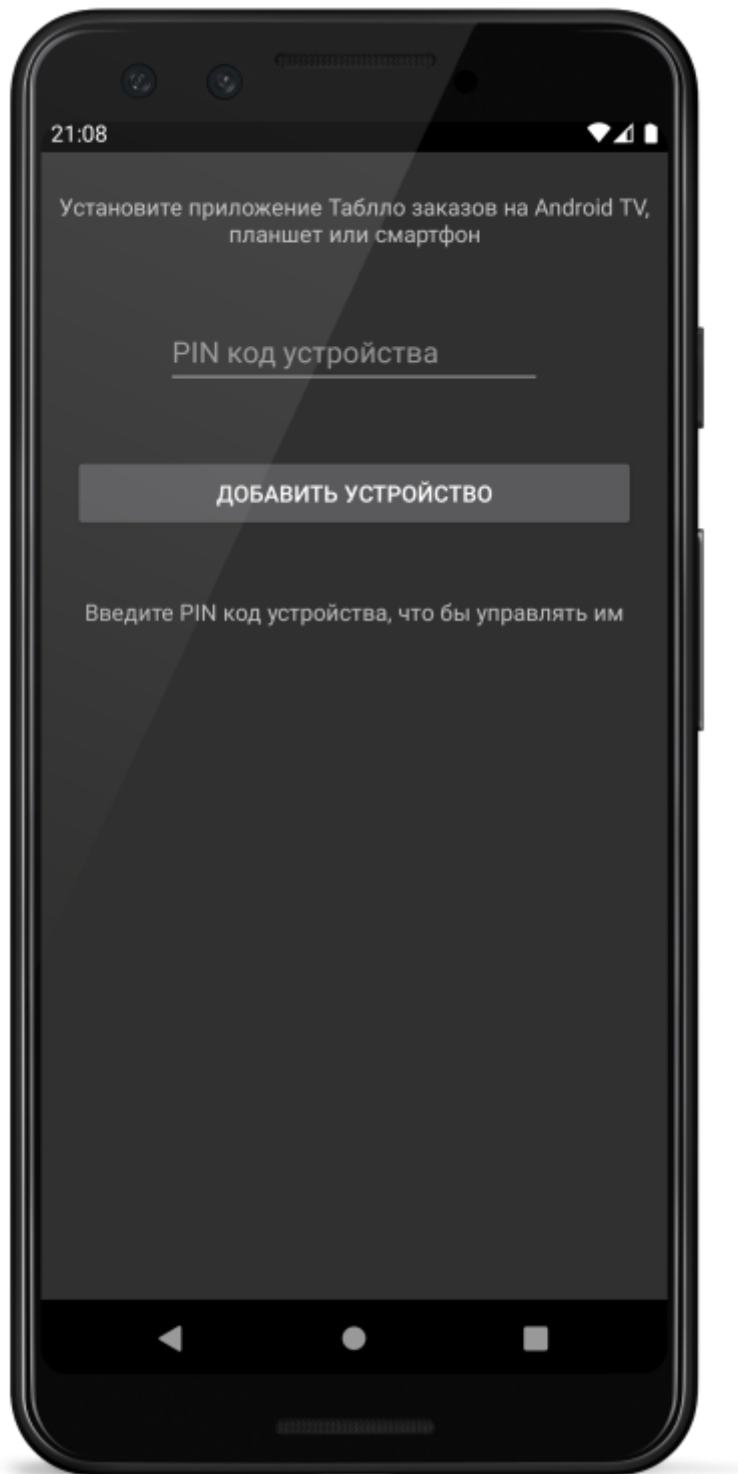 21:08
Установите приложение Таблло заказов на Android TV,
планшет или смартфон
PIN код устройства
ДОБАВИТЬ УСТРОЙСТВО
Введите PIN код устройства, что бы управлять им